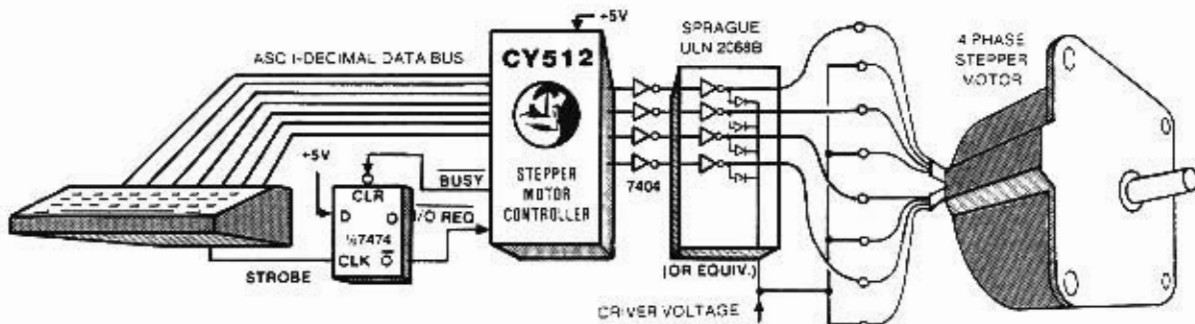 +5V
SPRAGUE
ULN 2068B
4 PHASE
STEPPER
MOTOR
ASCII-DECIMAL DATA BUS
CY512
STEPPER
MOTOR
CONTROLLER
+5V
BUSY
CLR
D Q
I/O REQ
½7474
CLK Q
STROBE
7404
(OR EQUIV.)
DRIVER VOLTAGE